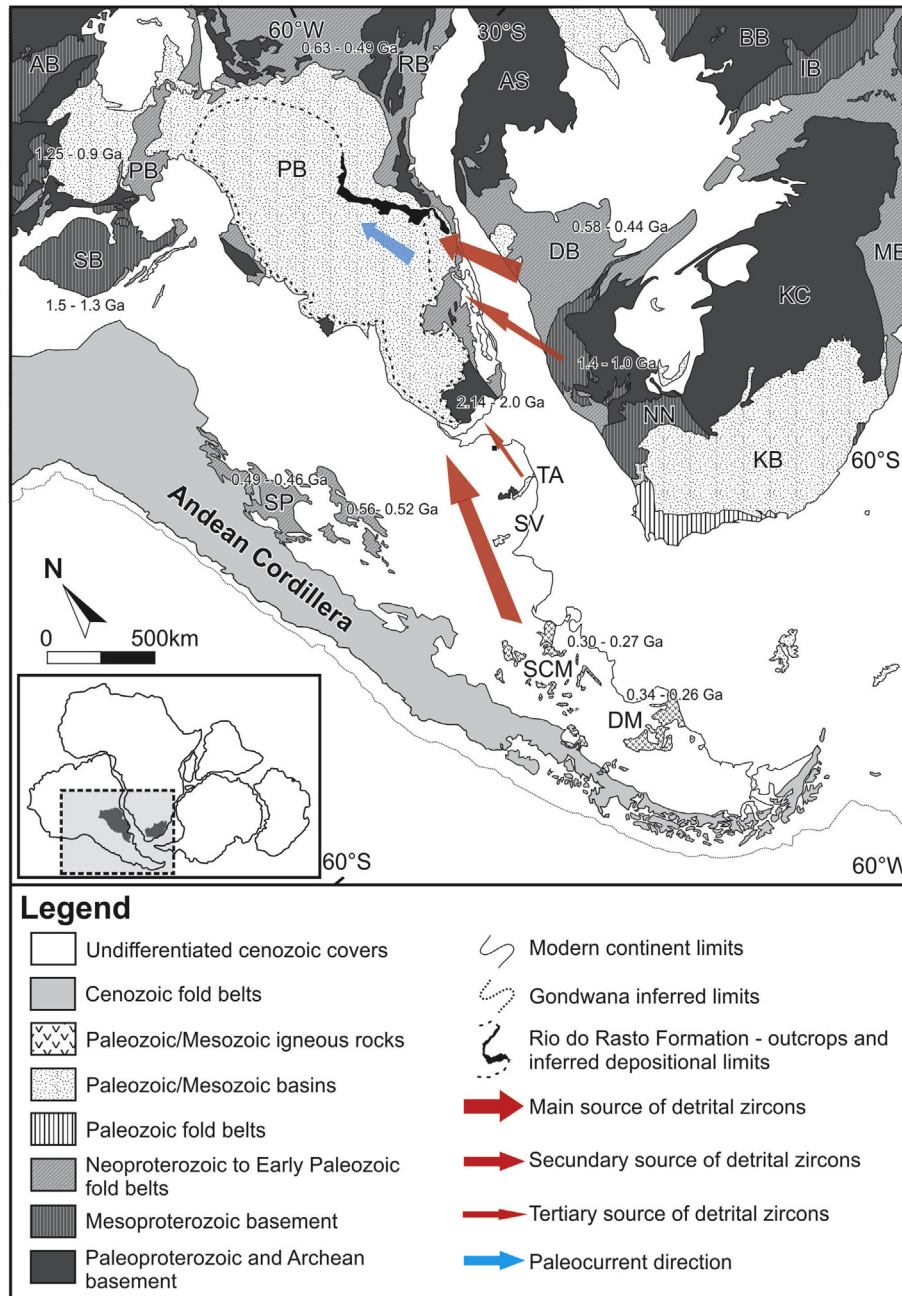 60°W
30°S
0.63 - 0.49 Ga
AB
RB
AS
BB
IB
1.25 - 0.9 Ga
PB
PB
SB
1.5 - 1.3 Ga
DB
0.58 - 0.44 Ga
KC
MB
1.4 - 1.0 Ga
2.14 - 2.0 Ga
NN
KB
60°S
TA
0.49 - 0.46 Ga
SP
0.56- 0.52 Ga
SV
Andean Cordillera
N
0 500km
0.30 - 0.27 Ga
SCM
0.34 - 0.26 Ga
DM
60°S
60°W
Legend
Undifferentiated cenozoic covers
Cenozoic fold belts
Paleozoic/Mesozoic igneous rocks
Paleozoic/Mesozoic basins
Paleozoic fold belts
Neoproterozoic to Early Paleozoic
fold belts
Mesoproterozoic basement
Paleoproterozoic and Archean
basement
Modern continent limits
Gondwana inferred limits
Rio do Rasto Formation - outcrops and
inferred depositional limits
Main source of detrital zircons
Secundary source of detrital zircons
Tertiary source of detrital zircons
Paleocurrent direction